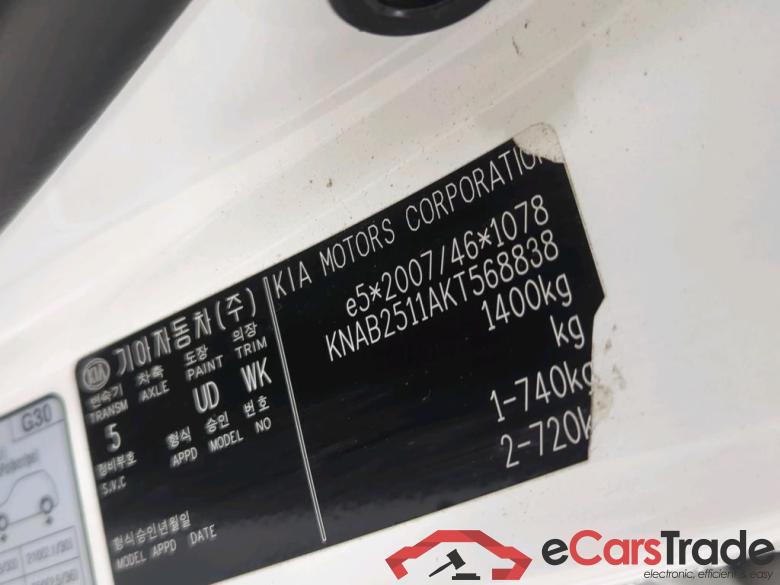 KIA MOTORS CORPORATION
e5*2007/46*1078
KNAB2511AKT568838
1400kg
kg
1-740kg
2-720k
KIA 기아자동차(주)
변속기 차축 도장 의장
TRANSM AXLE PAINT TRIM
5 UD WK
정비부호 형식 승인 번호
S.V.C APPD MODEL NO
형식승인년월일
MODEL APPD DATE
G30
eCarsTrade
electronic, efficient & easy